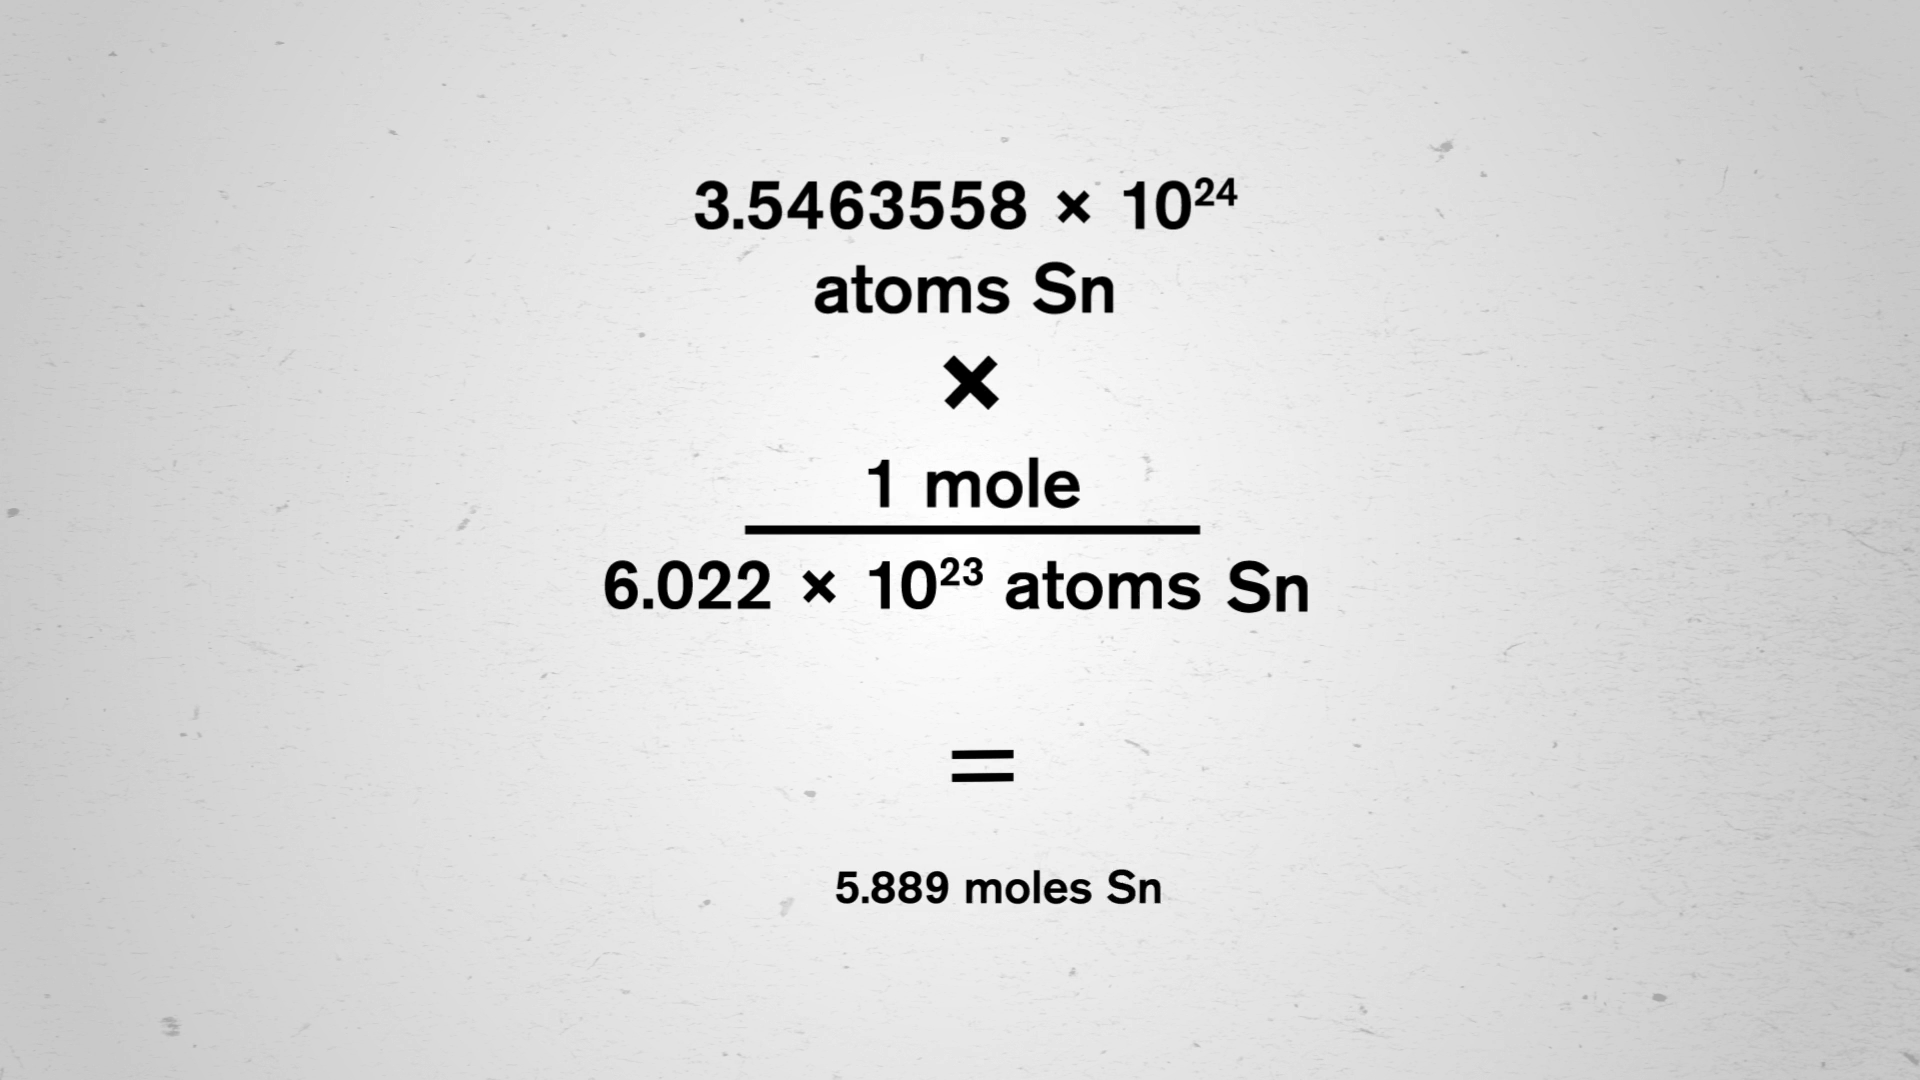 3.5463558 × 10²⁴
atoms Sn
×
1 mole
6.022 × 10²³ atoms Sn
=
5.889 moles Sn